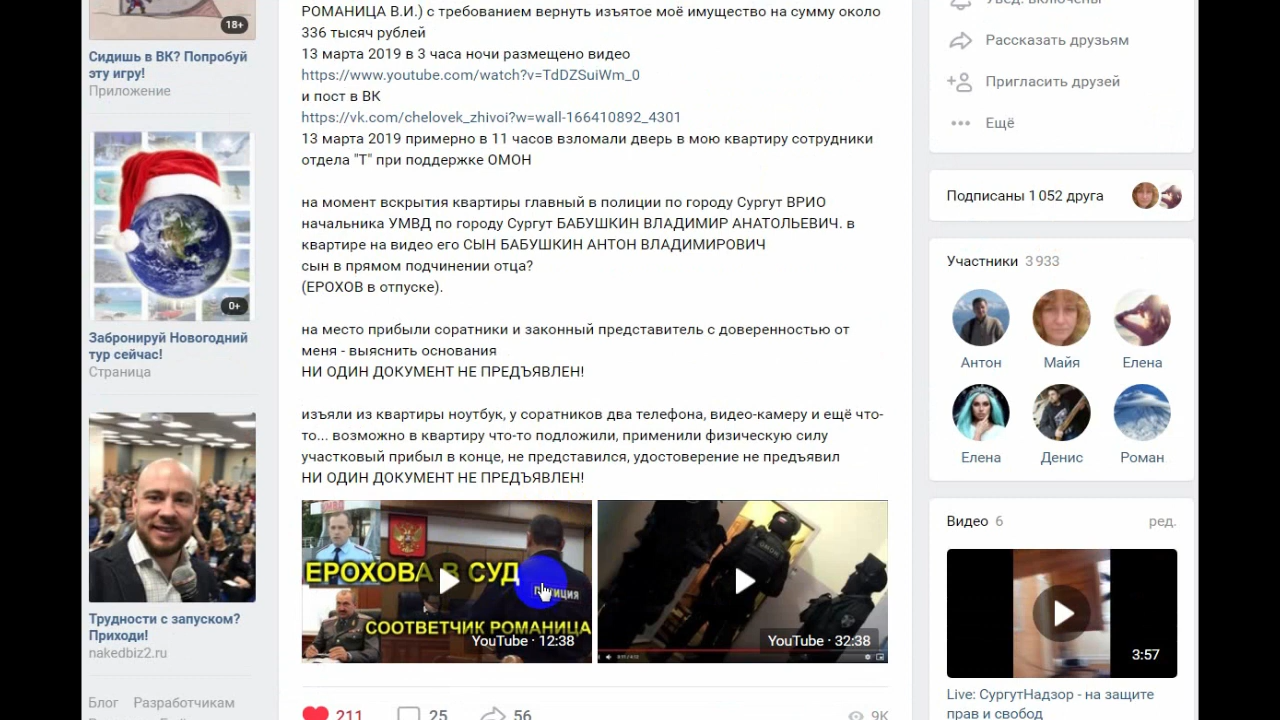 18+
Сидишь в ВК? Попробуй
эту игру!
Приложение
0+
Забронируй Новогодний
тур сейчас!
Страница
Трудности с запуском?
Приходи!
nakedbiz2.ru
Блог Разработчикам
РОМАНИЦА В.И.) с требованием вернуть изъятое моё имущество на сумму около
336 тысяч рублей
13 марта 2019 в 3 часа ночи размещено видео
https://www.youtube.com/watch?v=TdDZSuiWm_0
и пост в ВК
https://vk.com/chelovek_zhivoi?w=wall-166410892_4301
13 марта 2019 примерно в 11 часов взломали дверь в мою квартиру сотрудники
отдела "Т" при поддержке ОМОН
на момент вскрытия квартиры главный в полиции по городу Сургут ВРИО
начальника УМВД по городу Сургут БАБУШКИН ВЛАДИМИР АНАТОЛЬЕВИЧ. в
квартире на видео его СЫН БАБУШКИН АНТОН ВЛАДИМИРОВИЧ
сын в прямом подчинении отца?
(ЕРОХОВ в отпуске).
на место прибыли соратники и законный представитель с доверенностью от
меня - выяснить основания
НИ ОДИН ДОКУМЕНТ НЕ ПРЕДЪЯВЛЕН!
изъяли из квартиры ноутбук, у соратников два телефона, видео-камеру и ещё что-
то... возможно в квартиру что-то подложили, применили физическую силу
участковый прибыл в конце, не представился, удостоверение не предъявил
НИ ОДИН ДОКУМЕНТ НЕ ПРЕДЪЯВЛЕН!
ЕРОХОВА В СУД
СООТВЕТЧИК РОМАНИЦА
YouTube · 12:38
ОМОН
YouTube · 32:38
211 25 56 9K
Увед. включены
Рассказать друзьям
Пригласить друзей
Ещё
Подписаны 1 052 друга
Участники 3 933
Антон Майя Елена
Елена Денис Роман
Видео 6 ред.
3:57
Live: СургутНадзор - на защите
прав и свобод